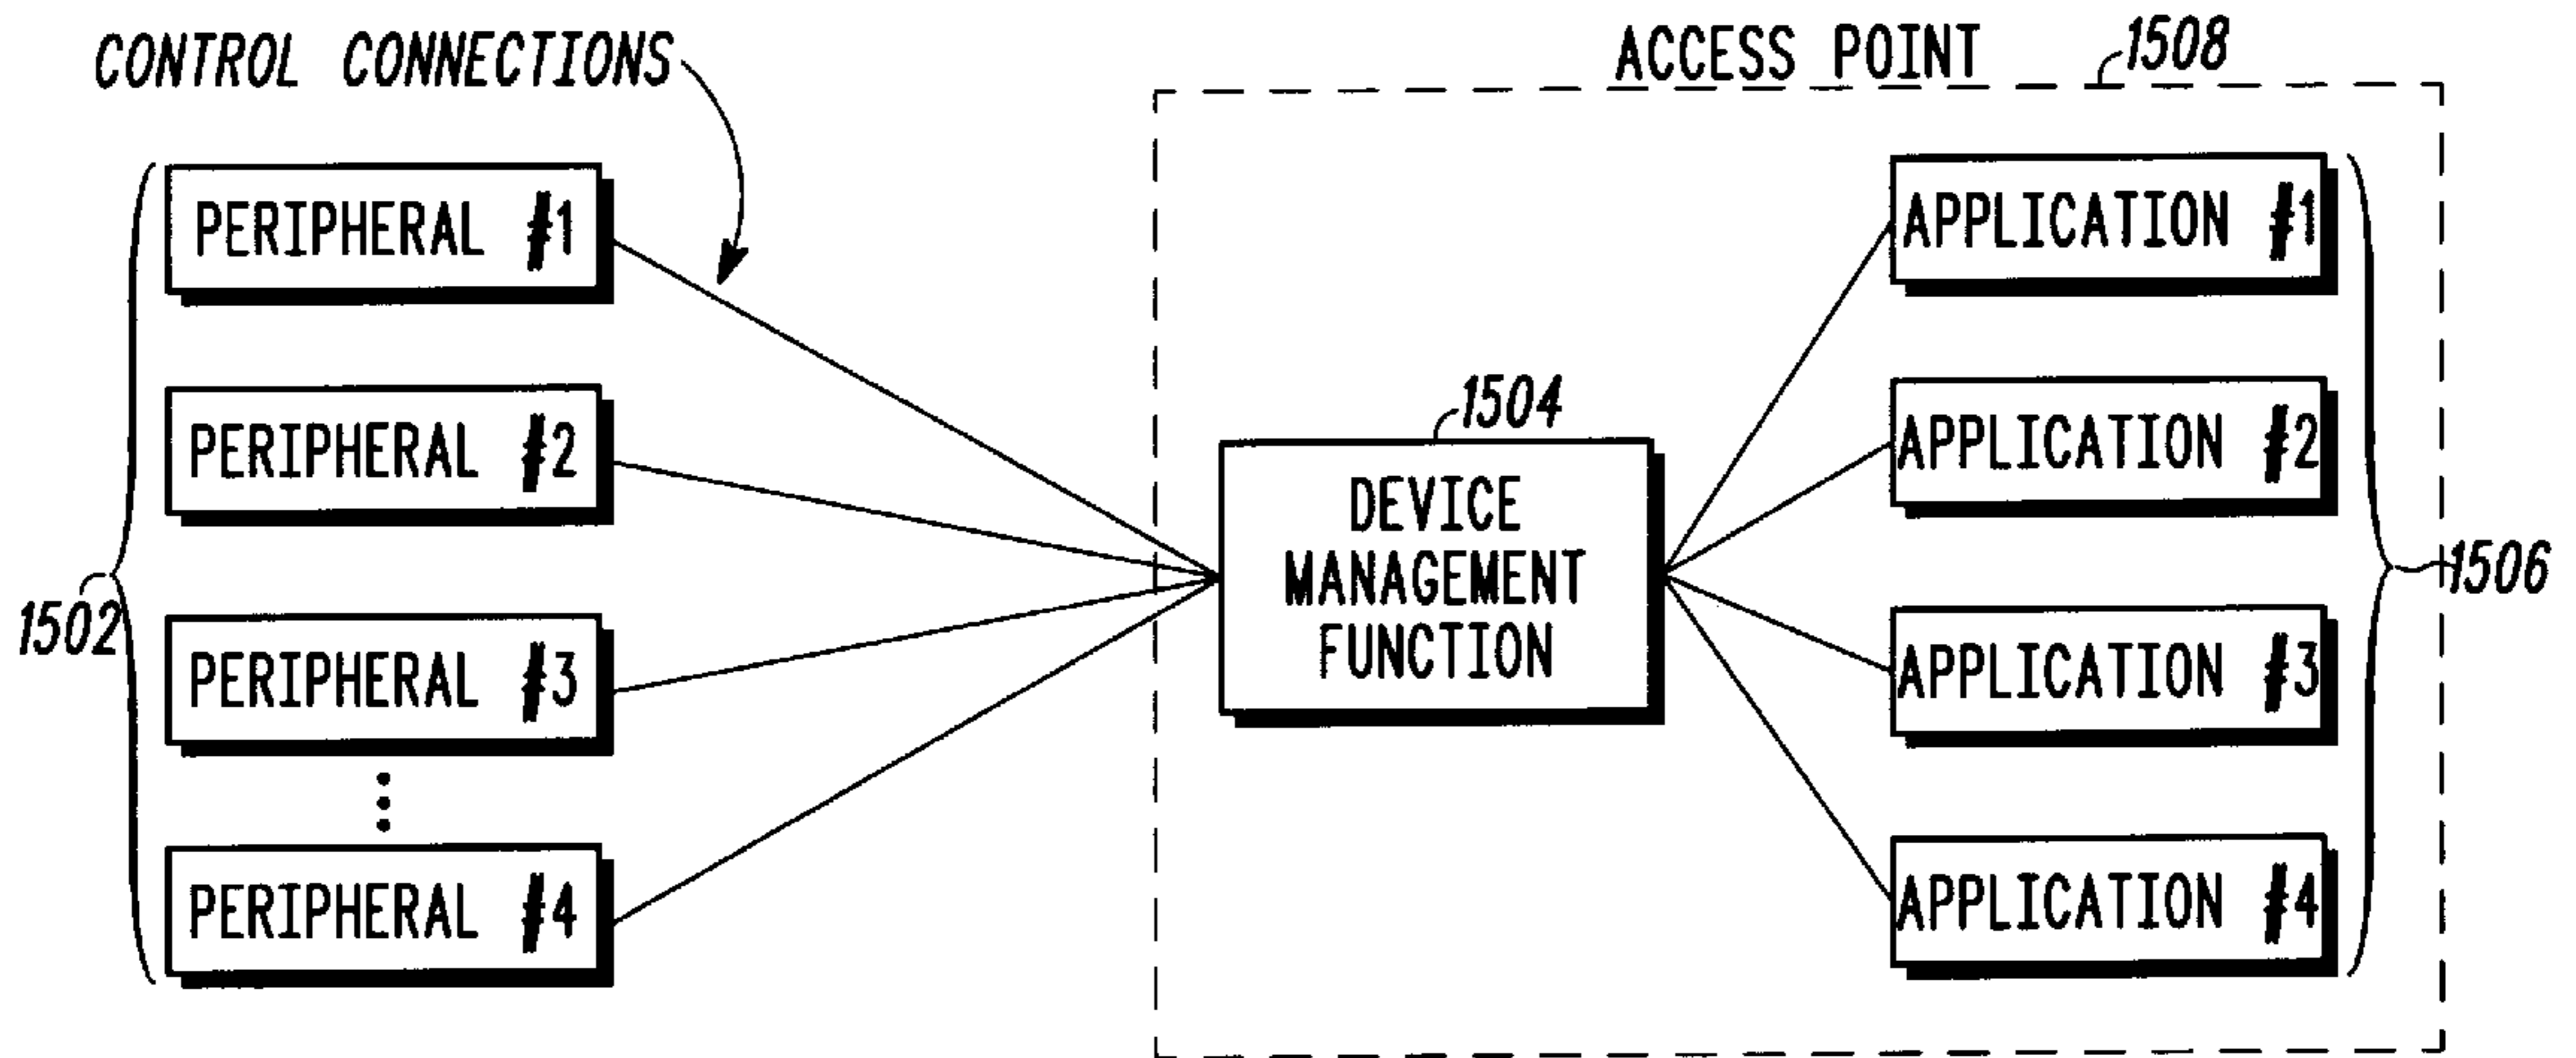 CONTROL CONNECTIONS
ACCESS POINT
1508
PERIPHERAL #1
PERIPHERAL #2
PERIPHERAL #3
PERIPHERAL #4
1502
1504
DEVICE
MANAGEMENT
FUNCTION
APPLICATION #1
APPLICATION #2
APPLICATION #3
APPLICATION #4
1506